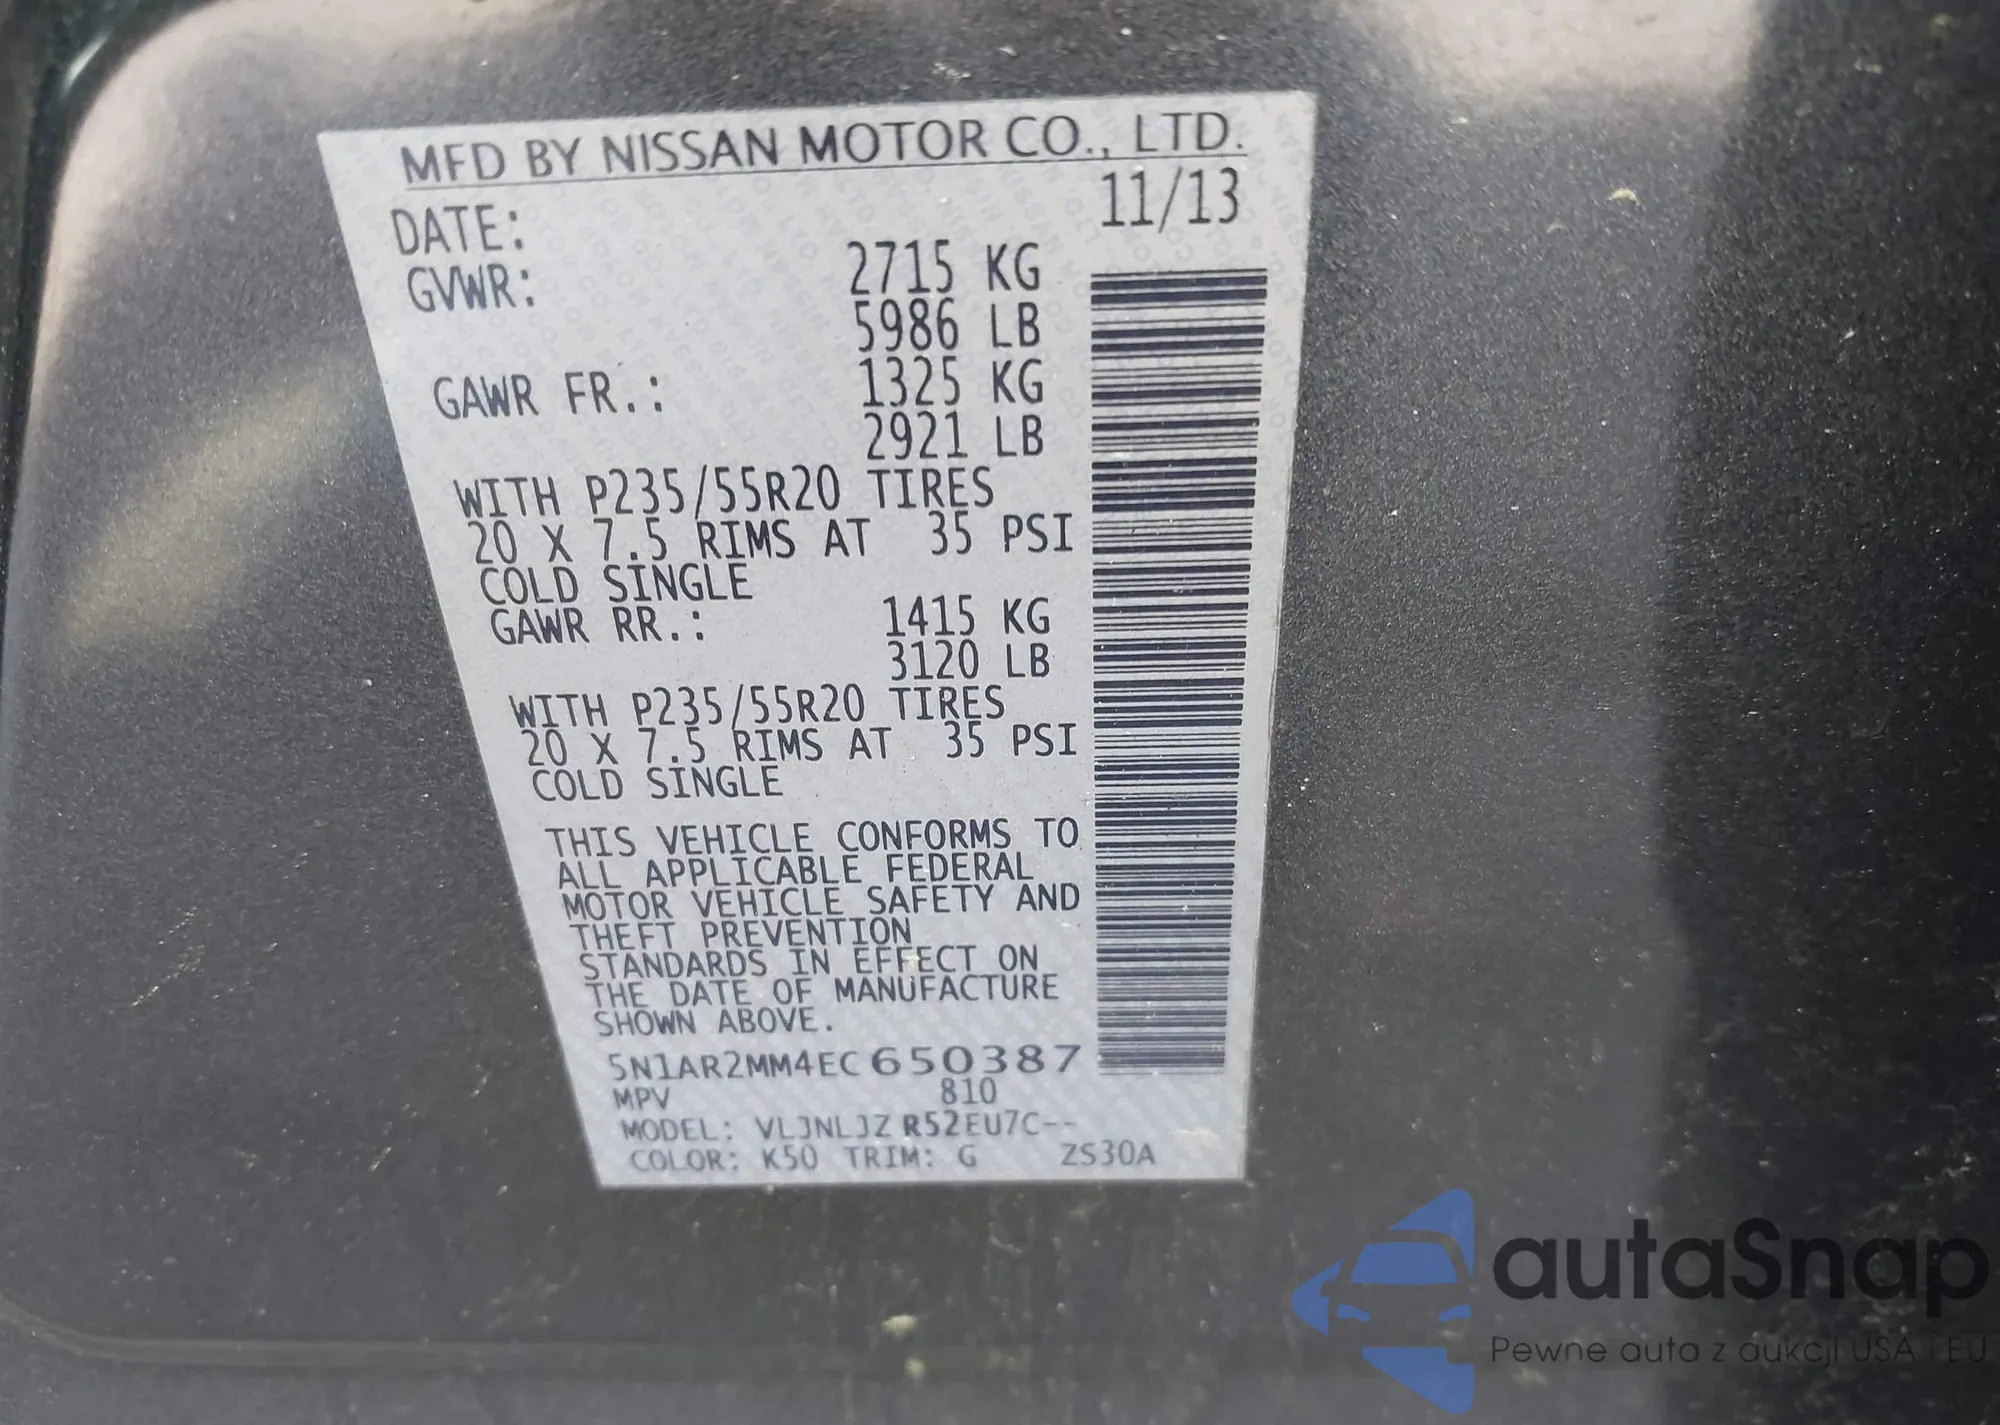 MFD BY NISSAN MOTOR CO., LTD.
DATE: 11/13
GVWR: 2715 KG
5986 LB
GAWR FR.: 1325 KG
2921 LB
WITH P235/55R20 TIRES
20 X 7.5 RIMS AT 35 PSI
COLD SINGLE
GAWR RR.: 1415 KG
3120 LB
WITH P235/55R20 TIRES
20 X 7.5 RIMS AT 35 PSI
COLD SINGLE
THIS VEHICLE CONFORMS TO
ALL APPLICABLE FEDERAL
MOTOR VEHICLE SAFETY AND
THEFT PREVENTION
STANDARDS IN EFFECT ON
THE DATE OF MANUFACTURE
SHOWN ABOVE.
5N1AR2MM4EC650387
MPV 810
MODEL: VLJNLJZ R52EU7C--
COLOR: K50 TRIM: G ZS30A
autaSnap
Pewne auta z aukcji USA i EU